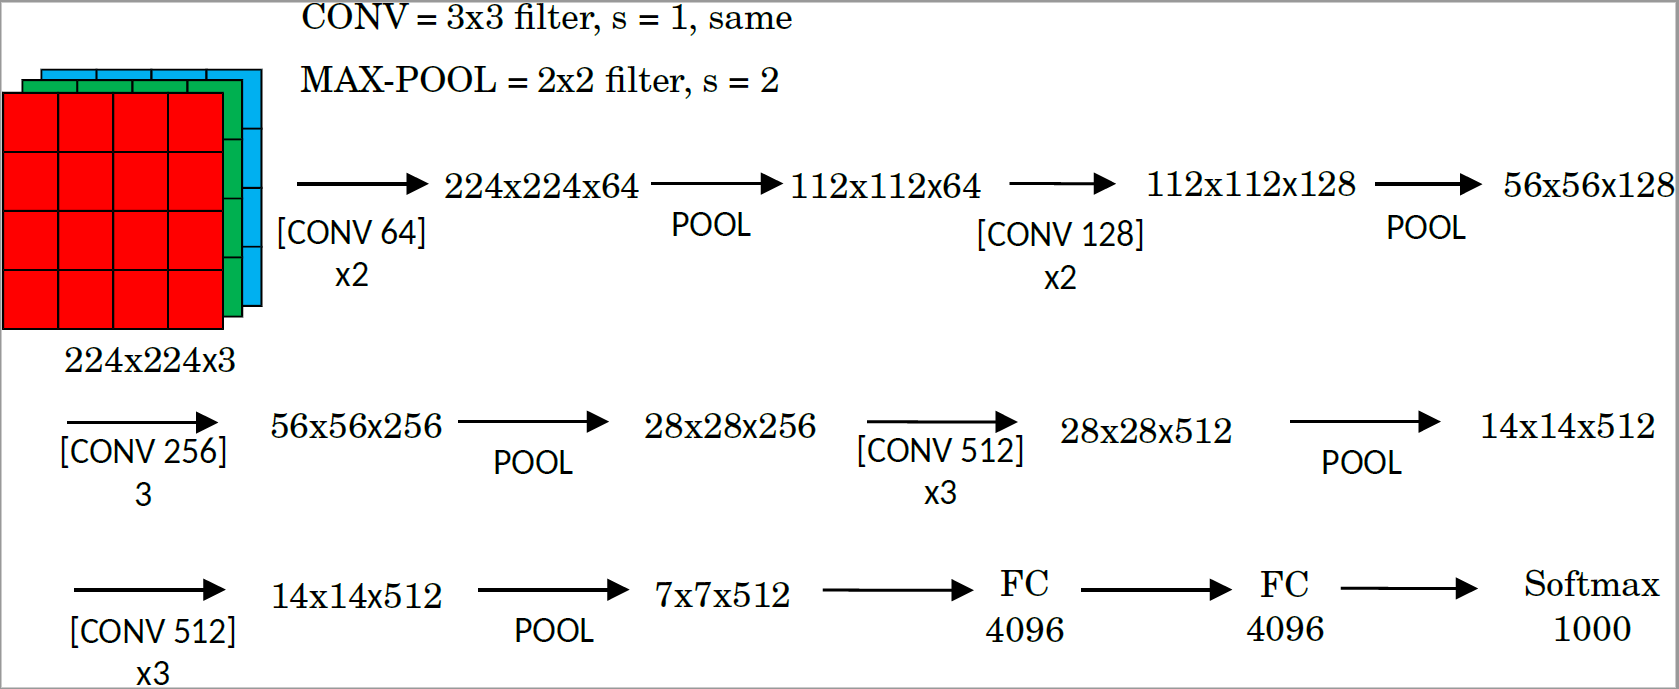 CONV = 3x3 filter, s = 1, same
MAX-POOL = 2x2 filter, s = 2
224x224x3
[CONV 64]
x2
224x224x64
POOL
112x112x64
[CONV 128]
x2
112x112x128
POOL
56x56x128
[CONV 256]
3
56x56x256
POOL
28x28x256
[CONV 512]
x3
28x28x512
POOL
14x14x512
[CONV 512]
x3
14x14x512
POOL
7x7x512
FC
4096
FC
4096
Softmax
1000